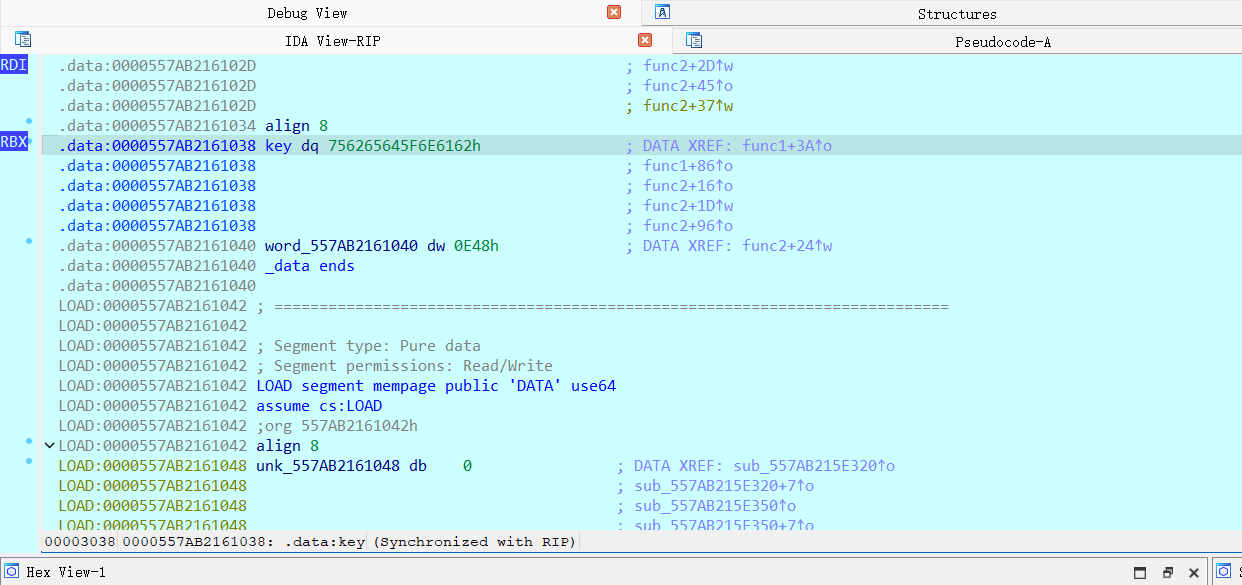 Debug View
Structures
IDA View-RIP
Pseudocode-A
RDI .data:0000557AB216102D ; func2+2D↑w
.data:0000557AB216102D ; func2+45↑o
.data:0000557AB216102D ; func2+37↑w
.data:0000557AB2161034 align 8
RBX .data:0000557AB2161038 key dq 756265645F6E6162h ; DATA XREF: func1+3A↑o
.data:0000557AB2161038 ; func1+86↑o
.data:0000557AB2161038 ; func2+16↑o
.data:0000557AB2161038 ; func2+1D↑w
.data:0000557AB2161038 ; func2+96↑o
.data:0000557AB2161040 word_557AB2161040 dw 0E48h ; DATA XREF: func2+24↑w
.data:0000557AB2161040 _data ends
.data:0000557AB2161040
LOAD:0000557AB2161042 ; ===========================================================================
LOAD:0000557AB2161042
LOAD:0000557AB2161042 ; Segment type: Pure data
LOAD:0000557AB2161042 ; Segment permissions: Read/Write
LOAD:0000557AB2161042 LOAD segment mempage public 'DATA' use64
LOAD:0000557AB2161042 assume cs:LOAD
LOAD:0000557AB2161042 ;org 557AB2161042h
LOAD:0000557AB2161042 align 8
LOAD:0000557AB2161048 unk_557AB2161048 db 0 ; DATA XREF: sub_557AB215E320↑o
LOAD:0000557AB2161048 ; sub_557AB215E320+7↑o
LOAD:0000557AB2161048 ; sub_557AB215E350↑o
LOAD:0000557AB2161048 ; sub_557AB215E350+7↑o
00003038 0000557AB2161038: .data:key (Synchronized with RIP)
Hex View-1